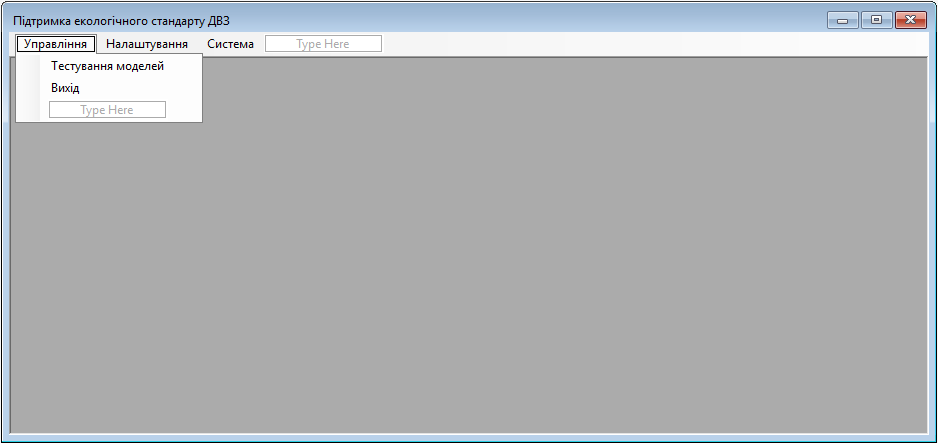 Підтримка екологічного стандарту ДВЗ
Управління Налаштування Система Type Here
Тестування моделей
Вихід
Type Here